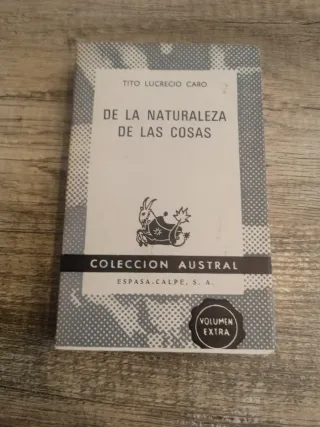 TITO LUCRECIO CARO
DE LA NATURALEZA
DE LAS COSAS
COLECCION AUSTRAL
ESPASA-CALPE, S. A.
VOLUMEN
EXTRA